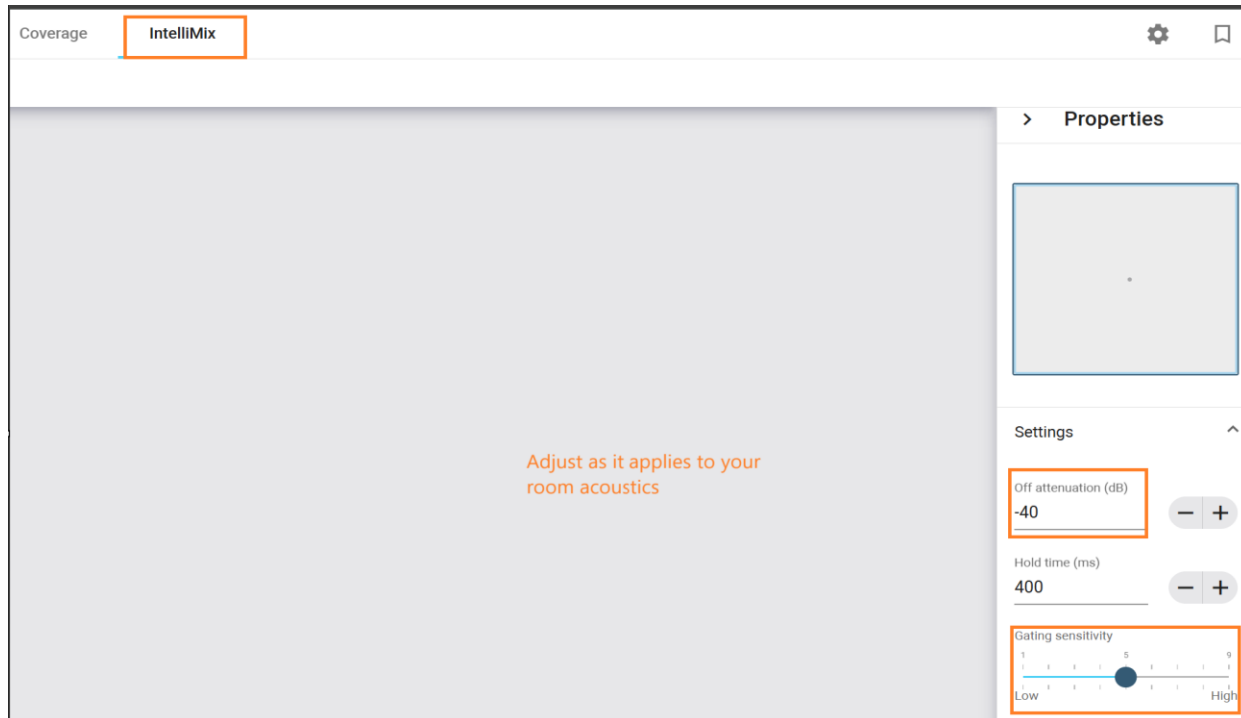 Coverage
IntelliMix
Properties
Settings
Adjust as it applies to your
room acoustics
Off attenuation (dB)
-40
Hold time (ms)
400
Gating sensitivity
1 5 9
Low High